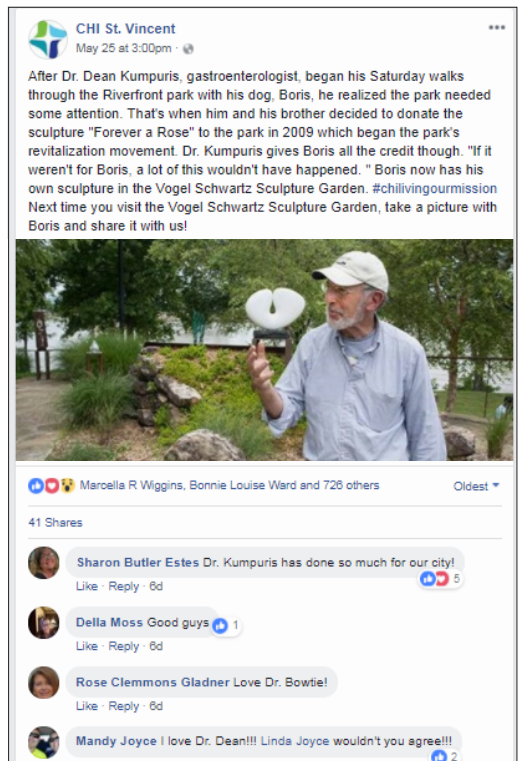 CHI St. Vincent
May 25 at 3:00pm ·
After Dr. Dean Kumpuris, gastroenterologist, began his Saturday walks
through the Riverfront park with his dog, Boris, he realized the park needed
some attention. That's when him and his brother decided to donate the
sculpture "Forever a Rose" to the park in 2009 which began the park's
revitalization movement. Dr. Kumpuris gives Boris all the credit though. "If it
weren't for Boris, a lot of this wouldn't have happened. " Boris now has his
own sculpture in the Vogel Schwartz Sculpture Garden. #chilivingourmission
Next time you visit the Vogel Schwartz Sculpture Garden, take a picture with
Boris and share it with us!
Marcella R Wiggins, Bonnie Louise Ward and 726 others
Oldest
41 Shares
Sharon Butler Estes Dr. Kumpuris has done so much for our city!
5
Like · Reply · 6d
Della Moss Good guys
1
Like · Reply · 6d
Rose Clemmons Gladner Love Dr. Bowtie!
Like · Reply · 6d
Mandy Joyce I love Dr. Dean!!! Linda Joyce wouldn't you agree!!!
2